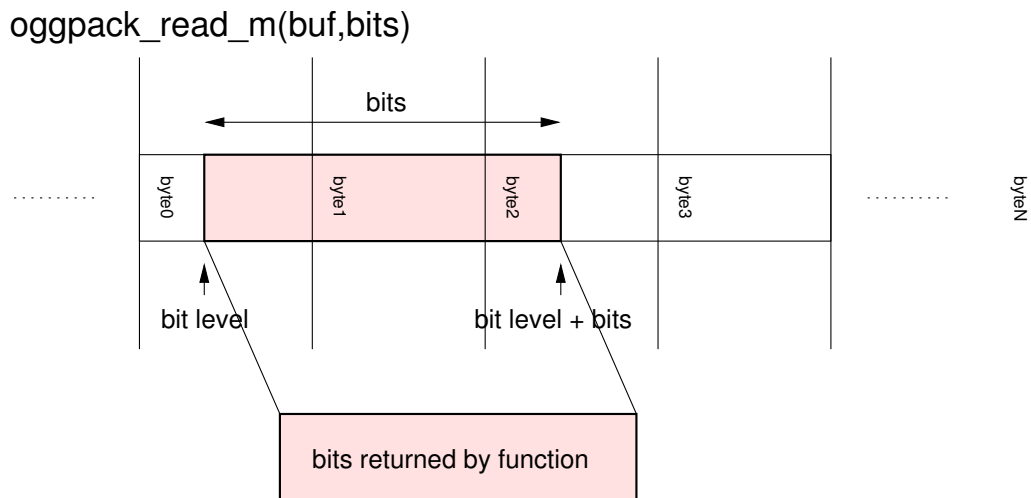 oggpack_read_m(buf,bits)
bits
byte0
byte1
byte2
byte3
byteN
bit level
bit level + bits
bits returned by function